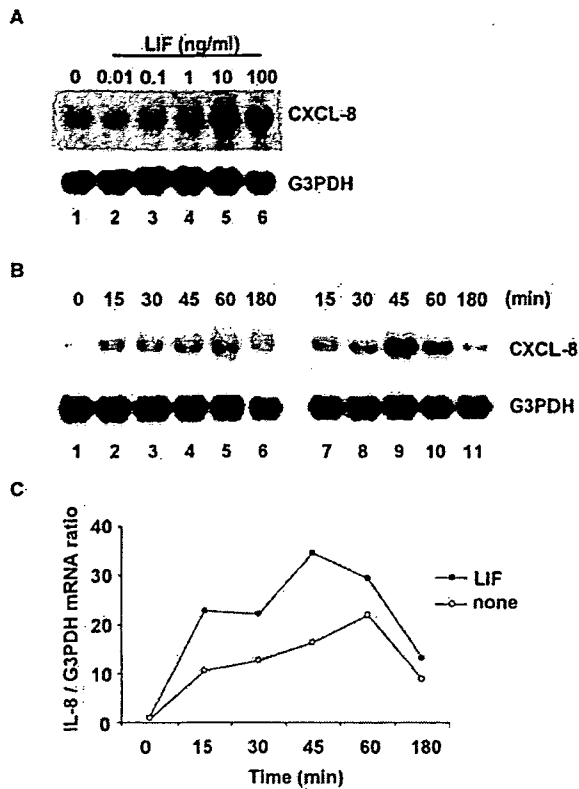 A
LIF (ng/ml)
0 0.01 0.1 1 10 100
CXCL-8
G3PDH
1 2 3 4 5 6
B
0 15 30 45 60 180 15 30 45 60 180 (min)
CXCL-8
G3PDH
1 2 3 4 5 6 7 8 9 10 11
C
IL-8 / G3PDH mRNA ratio
40
30
20
10
0
LIF
none
0 15 30 45 60 180
Time (min)